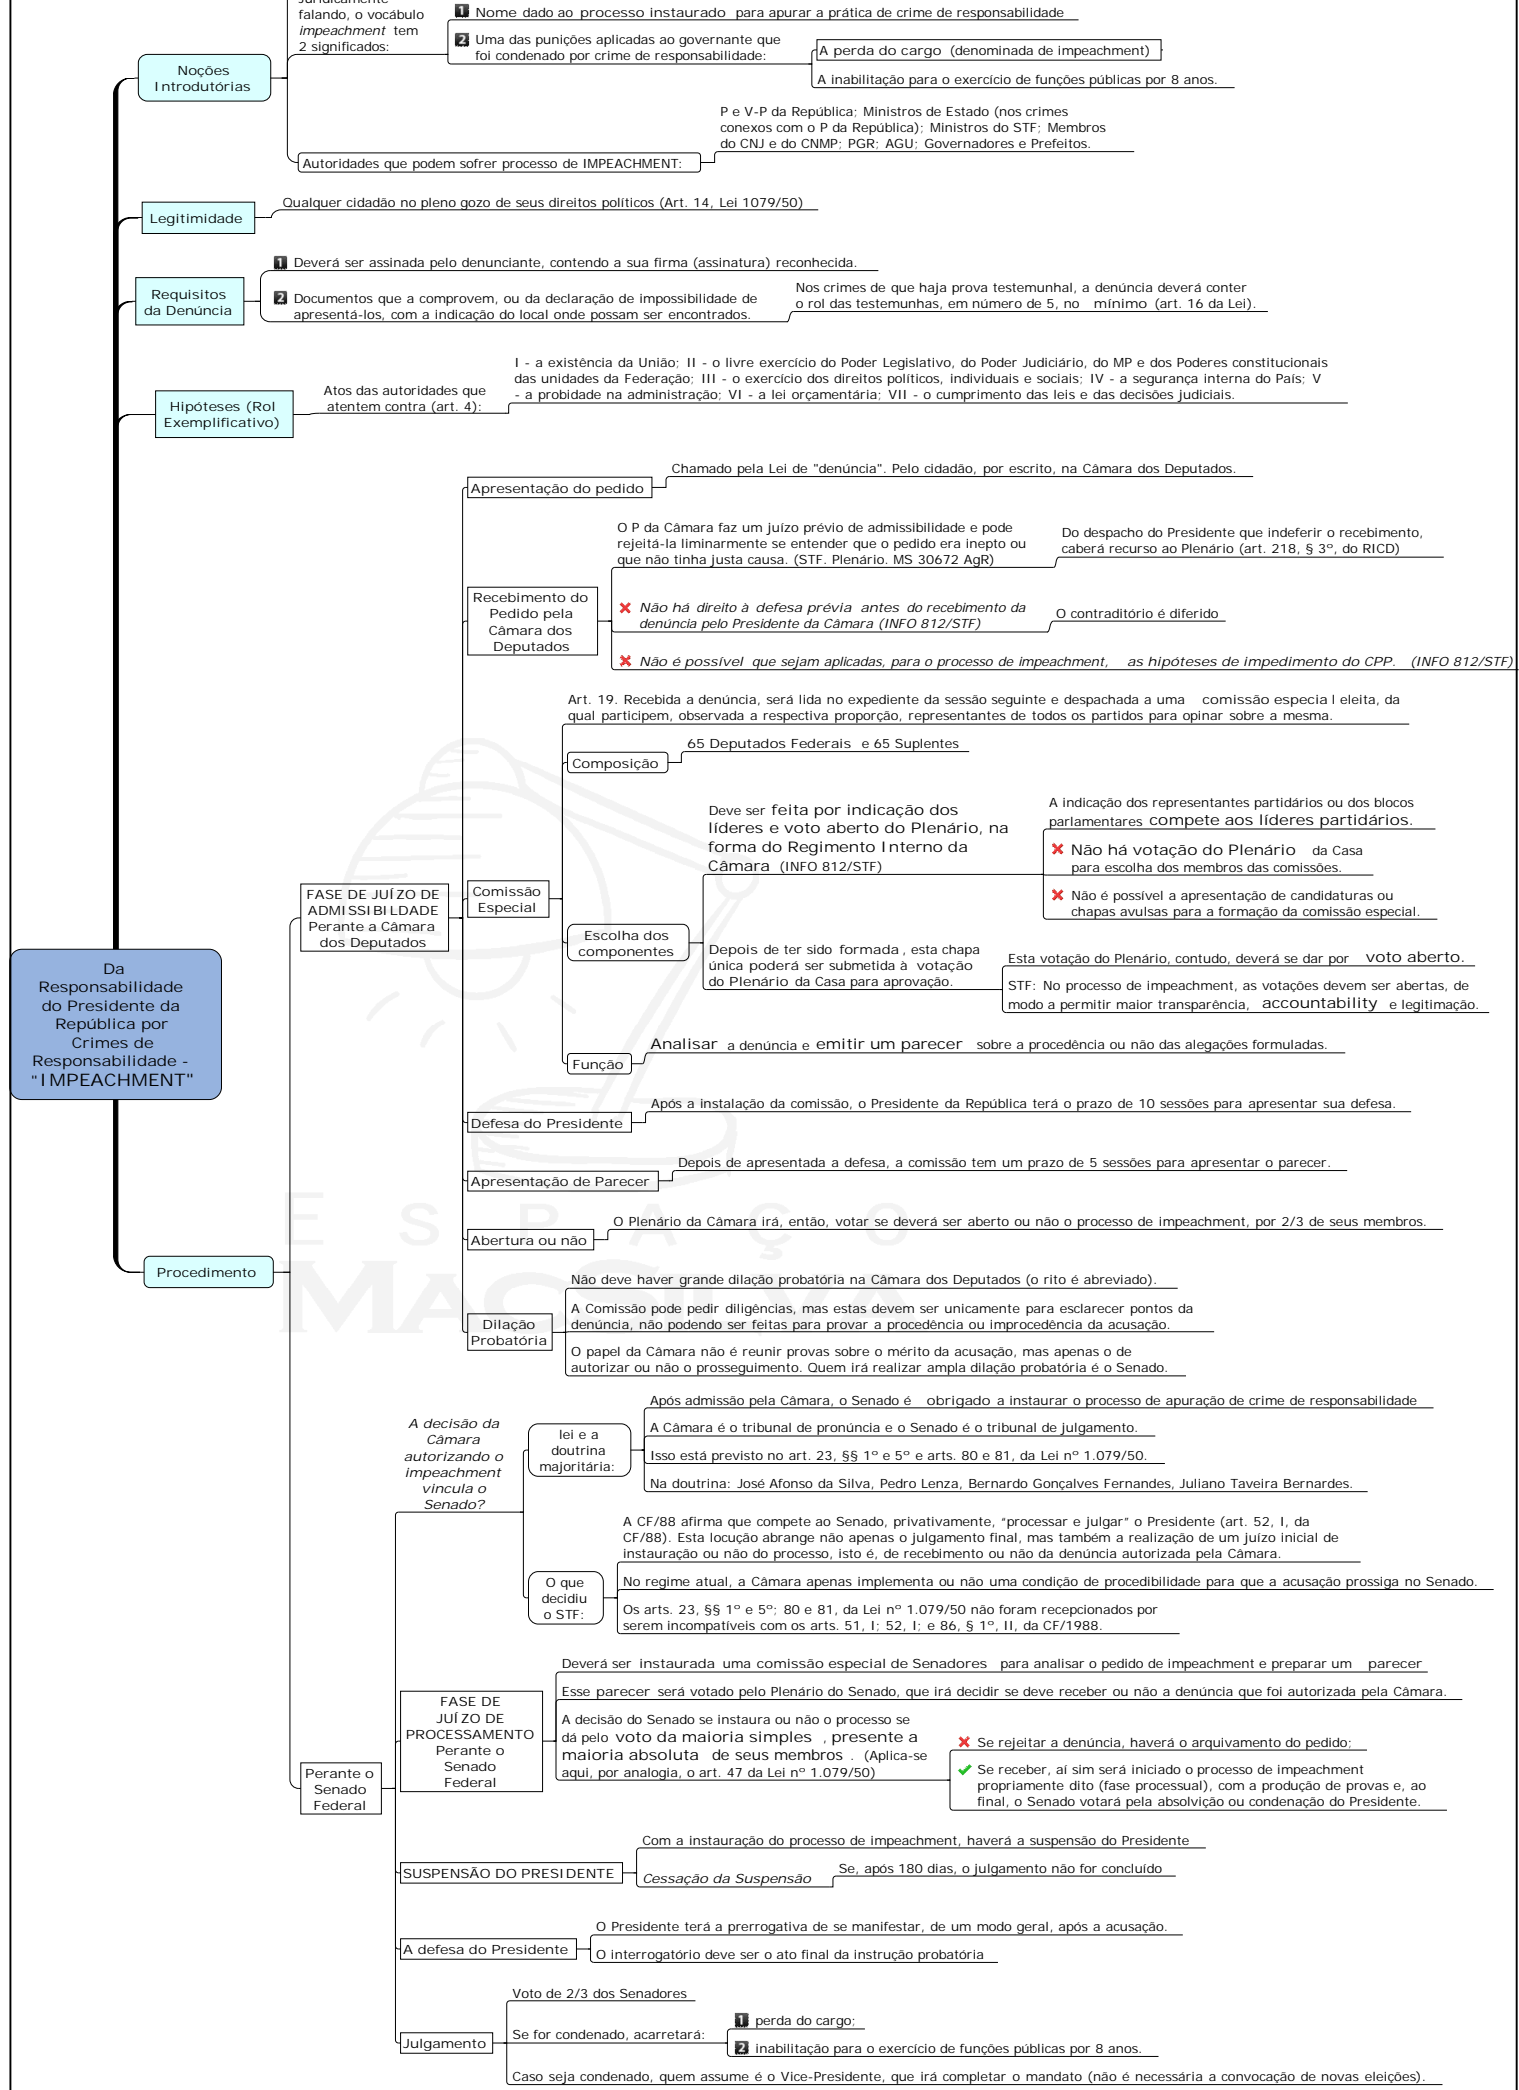 Juridicamente
falando, o vocábulo
impeachment tem
2 significados:
1 Nome dado ao processo instaurado para apurar a prática de crime de responsabilidade
2 Uma das punições aplicadas ao governante que
foi condenado por crime de responsabilidade:
A perda do cargo (denominada de impeachment)
A inabilitação para o exercício de funções públicas por 8 anos.
Noções
Introdutórias
P e V-P da República; Ministros de Estado (nos crimes
conexos com o P da República); Ministros do STF; Membros
do CNJ e do CNMP; PGR; AGU; Governadores e Prefeitos.
Autoridades que podem sofrer processo de IMPEACHMENT:
Legitimidade
Qualquer cidadão no pleno gozo de seus direitos políticos (Art. 14, Lei 1079/50)
Requisitos
da Denúncia
1 Deverá ser assinada pelo denunciante, contendo a sua firma (assinatura) reconhecida.
2 Documentos que a comprovem, ou da declaração de impossibilidade de
apresentá-los, com a indicação do local onde possam ser encontrados.
Nos crimes de que haja prova testemunhal, a denúncia deverá conter
o rol das testemunhas, em número de 5, no mínimo (art. 16 da Lei).
Hipóteses (Rol
Exemplificativo)
Atos das autoridades que
atentem contra (art. 4):
I - a existência da União; II - o livre exercício do Poder Legislativo, do Poder Judiciário, do MP e dos Poderes constitucionais
das unidades da Federação; III - o exercício dos direitos políticos, individuais e sociais; IV - a segurança interna do País; V
- a probidade na administração; VI - a lei orçamentária; VII - o cumprimento das leis e das decisões judiciais.
Da
Responsabilidade
do Presidente da
República por
Crimes de
Responsabilidade -
"IMPEACHMENT"
Procedimento
FASE DE JUÍZO DE
ADMISSIBILDADE
Perante a Câmara
dos Deputados
Apresentação do pedido
Chamado pela Lei de "denúncia". Pelo cidadão, por escrito, na Câmara dos Deputados.
Recebimento do
Pedido pela
Câmara dos
Deputados
O P da Câmara faz um juízo prévio de admissibilidade e pode
rejeitá-la liminarmente se entender que o pedido era inepto ou
que não tinha justa causa. (STF. Plenário. MS 30672 AgR)
Do despacho do Presidente que indeferir o recebimento,
caberá recurso ao Plenário (art. 218, § 3º, do RICD)
Não há direito à defesa prévia antes do recebimento da
denúncia pelo Presidente da Câmara (INFO 812/STF)
O contraditório é diferido
Não é possível que sejam aplicadas, para o processo de impeachment, as hipóteses de impedimento do CPP. (INFO 812/STF)
Comissão
Especial
Art. 19. Recebida a denúncia, será lida no expediente da sessão seguinte e despachada a uma comissão especial eleita, da
qual participem, observada a respectiva proporção, representantes de todos os partidos para opinar sobre a mesma.
Composição
65 Deputados Federais e 65 Suplentes
Escolha dos
componentes
Deve ser feita por indicação dos
líderes e voto aberto do Plenário, na
forma do Regimento Interno da
Câmara (INFO 812/STF)
A indicação dos representantes partidários ou dos blocos
parlamentares compete aos líderes partidários.
Não há votação do Plenário da Casa
para escolha dos membros das comissões.
Não é possível a apresentação de candidaturas ou
chapas avulsas para a formação da comissão especial.
Depois de ter sido formada, esta chapa
única poderá ser submetida à votação
do Plenário da Casa para aprovação.
Esta votação do Plenário, contudo, deverá se dar por voto aberto.
STF: No processo de impeachment, as votações devem ser abertas, de
modo a permitir maior transparência, accountability e legitimação.
Função
Analisar a denúncia e emitir um parecer sobre a procedência ou não das alegações formuladas.
Defesa do Presidente
Após a instalação da comissão, o Presidente da República terá o prazo de 10 sessões para apresentar sua defesa.
Apresentação de Parecer
Depois de apresentada a defesa, a comissão tem um prazo de 5 sessões para apresentar o parecer.
Abertura ou não
O Plenário da Câmara irá, então, votar se deverá ser aberto ou não o processo de impeachment, por 2/3 de seus membros.
Dilação
Probatória
Não deve haver grande dilação probatória na Câmara dos Deputados (o rito é abreviado).
A Comissão pode pedir diligências, mas estas devem ser unicamente para esclarecer pontos da
denúncia, não podendo ser feitas para provar a procedência ou improcedência da acusação.
O papel da Câmara não é reunir provas sobre o mérito da acusação, mas apenas o de
autorizar ou não o prosseguimento. Quem irá realizar ampla dilação probatória é o Senado.
ESPAÇO
MACSILVA
Perante o
Senado
Federal
A decisão da
Câmara
autorizando o
impeachment
vincula o
Senado?
lei e a
doutrina
majoritária:
Após admissão pela Câmara, o Senado é obrigado a instaurar o processo de apuração de crime de responsabilidade
A Câmara é o tribunal de pronúncia e o Senado é o tribunal de julgamento.
Isso está previsto no art. 23, §§ 1º e 5º e arts. 80 e 81, da Lei nº 1.079/50.
Na doutrina: José Afonso da Silva, Pedro Lenza, Bernardo Gonçalves Fernandes, Juliano Taveira Bernardes.
O que
decidiu
o STF:
A CF/88 afirma que compete ao Senado, privativamente, "processar e julgar" o Presidente (art. 52, I, da
CF/88). Esta locução abrange não apenas o julgamento final, mas também a realização de um juízo inicial de
instauração ou não do processo, isto é, de recebimento ou não da denúncia autorizada pela Câmara.
No regime atual, a Câmara apenas implementa ou não uma condição de procedibilidade para que a acusação prossiga no Senado.
Os arts. 23, §§ 1º e 5º; 80 e 81, da Lei nº 1.079/50 não foram recepcionados por
serem incompatíveis com os arts. 51, I; 52, I; e 86, § 1º, II, da CF/1988.
FASE DE
JUÍZO DE
PROCESSAMENTO
Perante o
Senado
Federal
Deverá ser instaurada uma comissão especial de Senadores para analisar o pedido de impeachment e preparar um parecer
Esse parecer será votado pelo Plenário do Senado, que irá decidir se deve receber ou não a denúncia que foi autorizada pela Câmara.
A decisão do Senado se instaura ou não o processo se
dá pelo voto da maioria simples, presente a
maioria absoluta de seus membros. (Aplica-se
aqui, por analogia, o art. 47 da Lei nº 1.079/50)
Se rejeitar a denúncia, haverá o arquivamento do pedido;
Se receber, aí sim será iniciado o processo de impeachment
propriamente dito (fase processual), com a produção de provas e, ao
final, o Senado votará pela absolvição ou condenação do Presidente.
SUSPENSÃO DO PRESIDENTE
Com a instauração do processo de impeachment, haverá a suspensão do Presidente
Cessação da Suspensão
Se, após 180 dias, o julgamento não for concluído
A defesa do Presidente
O Presidente terá a prerrogativa de se manifestar, de um modo geral, após a acusação.
O interrogatório deve ser o ato final da instrução probatória
Julgamento
Voto de 2/3 dos Senadores
Se for condenado, acarretará:
1 perda do cargo;
2 inabilitação para o exercício de funções públicas por 8 anos.
Caso seja condenado, quem assume é o Vice-Presidente, que irá completar o mandato (não é necessária a convocação de novas eleições).